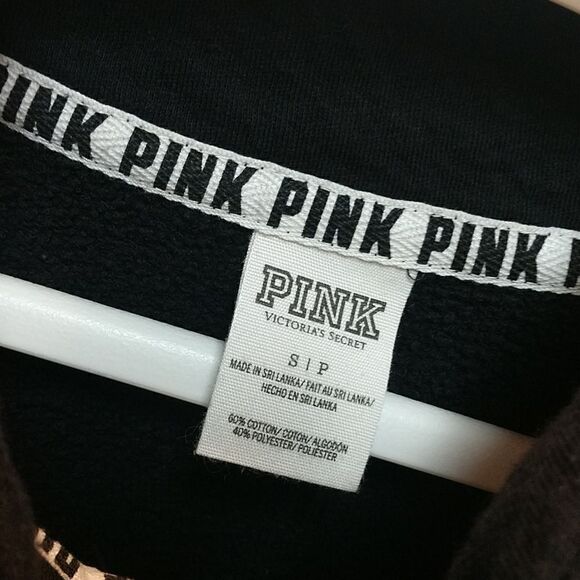 PINK PINK PINK PINK
PINK
VICTORIA'S SECRET
S | P
MADE IN SRI LANKA/ FAIT AU SRI LANKA/
HECHO EN SRI LANKA
60% COTTON/ COTON/ ALGODÓN
40% POLYESTER/ POLIÉSTER